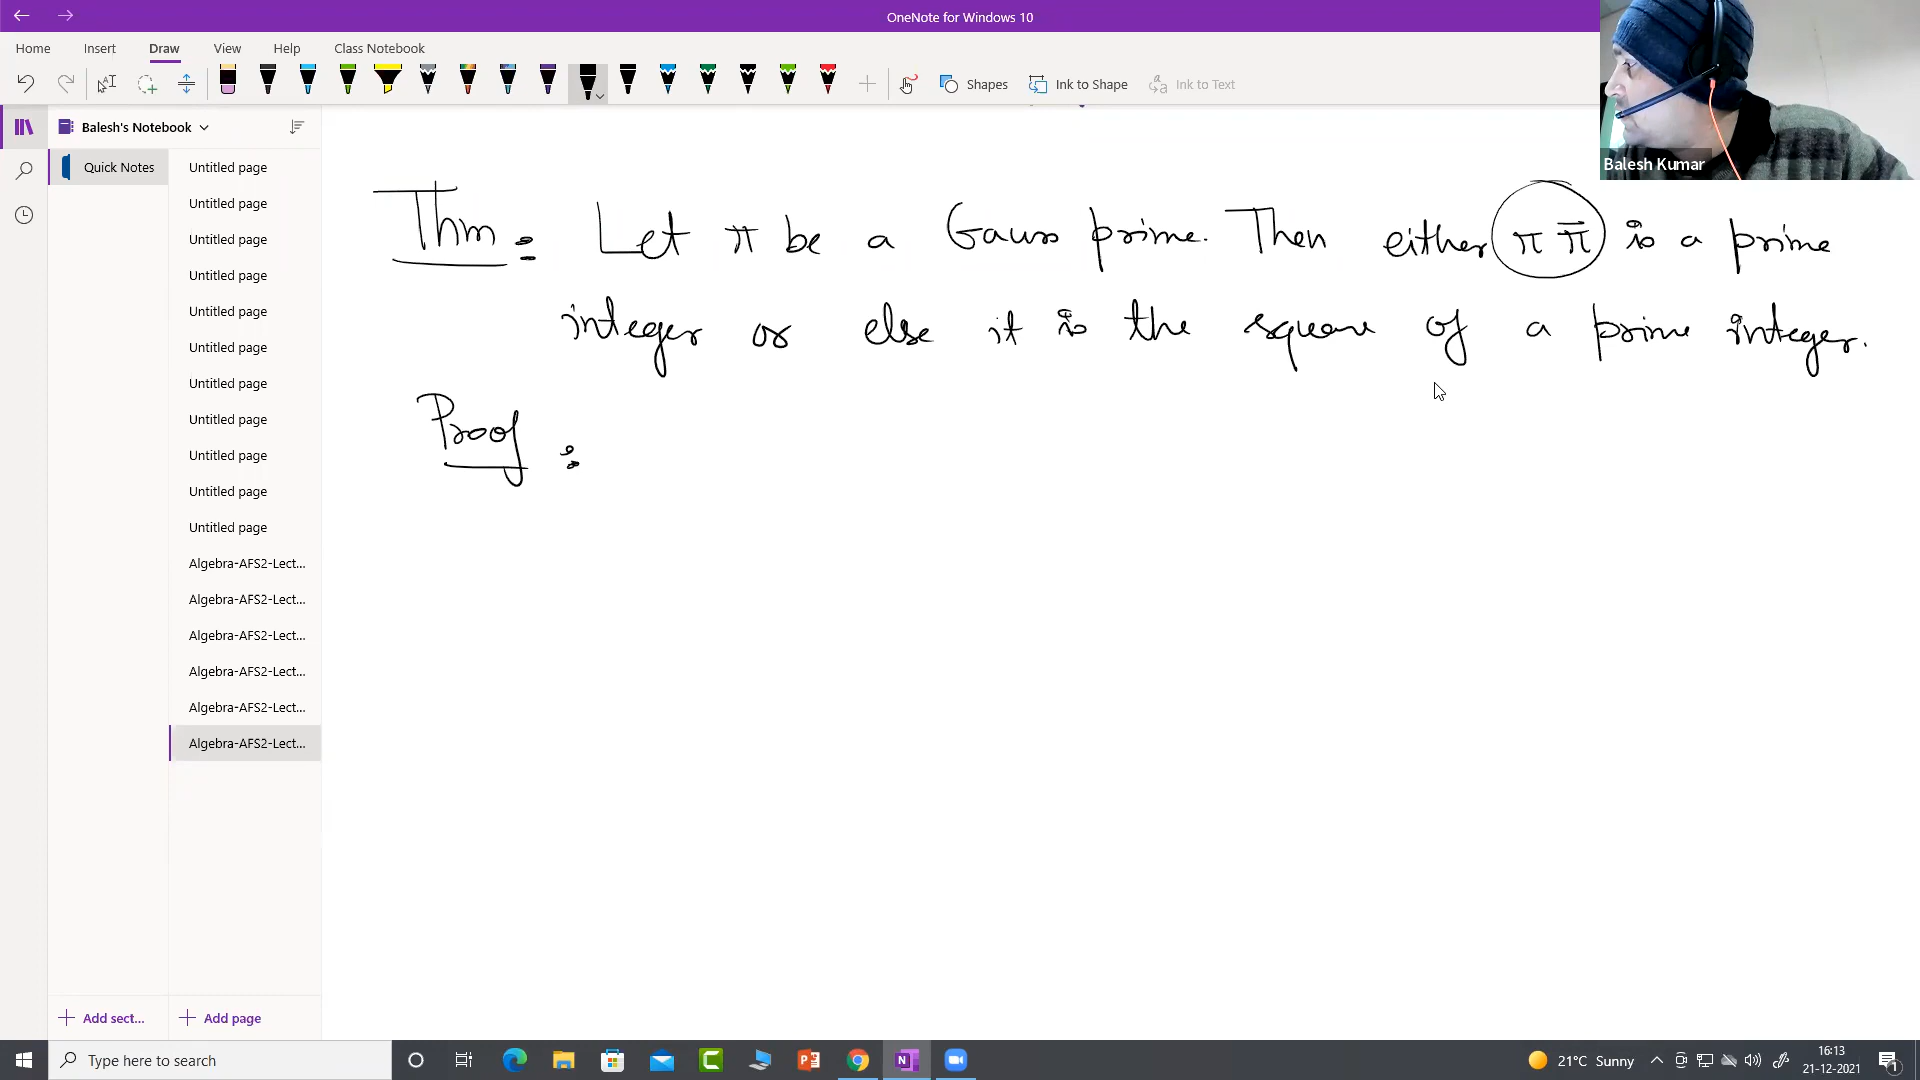 OneNote for Windows 10
Home Insert Draw View Help Class Notebook
Shapes Ink to Shape Ink to Text
Balesh's Notebook
Quick Notes
Untitled page
Untitled page
Untitled page
Untitled page
Untitled page
Untitled page
Untitled page
Untitled page
Untitled page
Untitled page
Untitled page
Algebra-AFS2-Lect...
Algebra-AFS2-Lect...
Algebra-AFS2-Lect...
Algebra-AFS2-Lect...
Algebra-AFS2-Lect...
Algebra-AFS2-Lect...
Add sect...
Add page
Balesh Kumar
Thm : Let π be a Gauss prime. Then either π π̅ is a prime
integer or else it is the square of a prime integer.
Proof :
Type here to search
21°C Sunny
16:13
21-12-2021
1